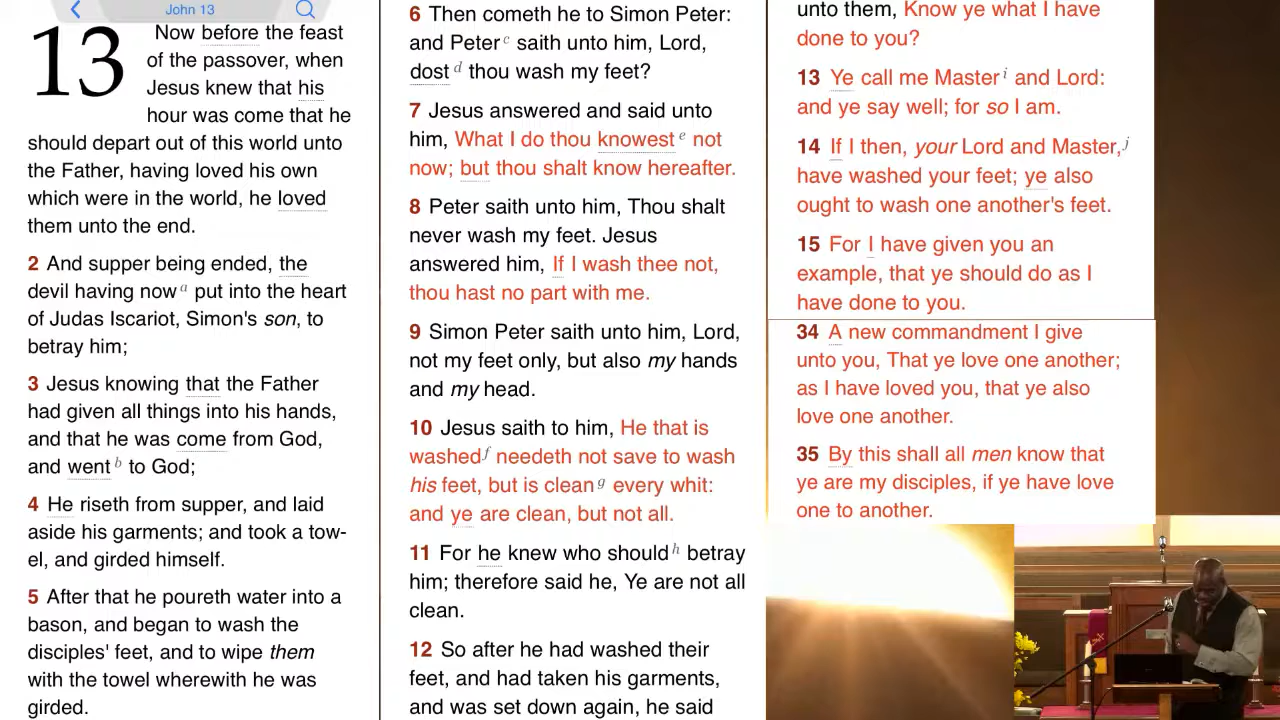 John 13
13 Now before the feast
of the passover, when
Jesus knew that his
hour was come that he
should depart out of this world unto
the Father, having loved his own
which were in the world, he loved
them unto the end.
2 And supper being ended, the
devil having now a put into the heart
of Judas Iscariot, Simon's son, to
betray him;
3 Jesus knowing that the Father
had given all things into his hands,
and that he was come from God,
and went b to God;
4 He riseth from supper, and laid
aside his garments; and took a tow-
el, and girded himself.
5 After that he poureth water into a
bason, and began to wash the
disciples' feet, and to wipe them
with the towel wherewith he was
girded.
6 Then cometh he to Simon Peter:
and Peter c saith unto him, Lord,
dost d thou wash my feet?
7 Jesus answered and said unto
him, What I do thou knowest e not
now; but thou shalt know hereafter.
8 Peter saith unto him, Thou shalt
never wash my feet. Jesus
answered him, If I wash thee not,
thou hast no part with me.
9 Simon Peter saith unto him, Lord,
not my feet only, but also my hands
and my head.
10 Jesus saith to him, He that is
washed f needeth not save to wash
his feet, but is clean g every whit:
and ye are clean, but not all.
11 For he knew who should h betray
him; therefore said he, Ye are not all
clean.
12 So after he had washed their
feet, and had taken his garments,
and was set down again, he said
unto them, Know ye what I have
done to you?
13 Ye call me Master i and Lord:
and ye say well; for so I am.
14 If I then, your Lord and Master, j
have washed your feet; ye also
ought to wash one another's feet.
15 For I have given you an
example, that ye should do as I
have done to you.
34 A new commandment I give
unto you, That ye love one another;
as I have loved you, that ye also
love one another.
35 By this shall all men know that
ye are my disciples, if ye have love
one to another.